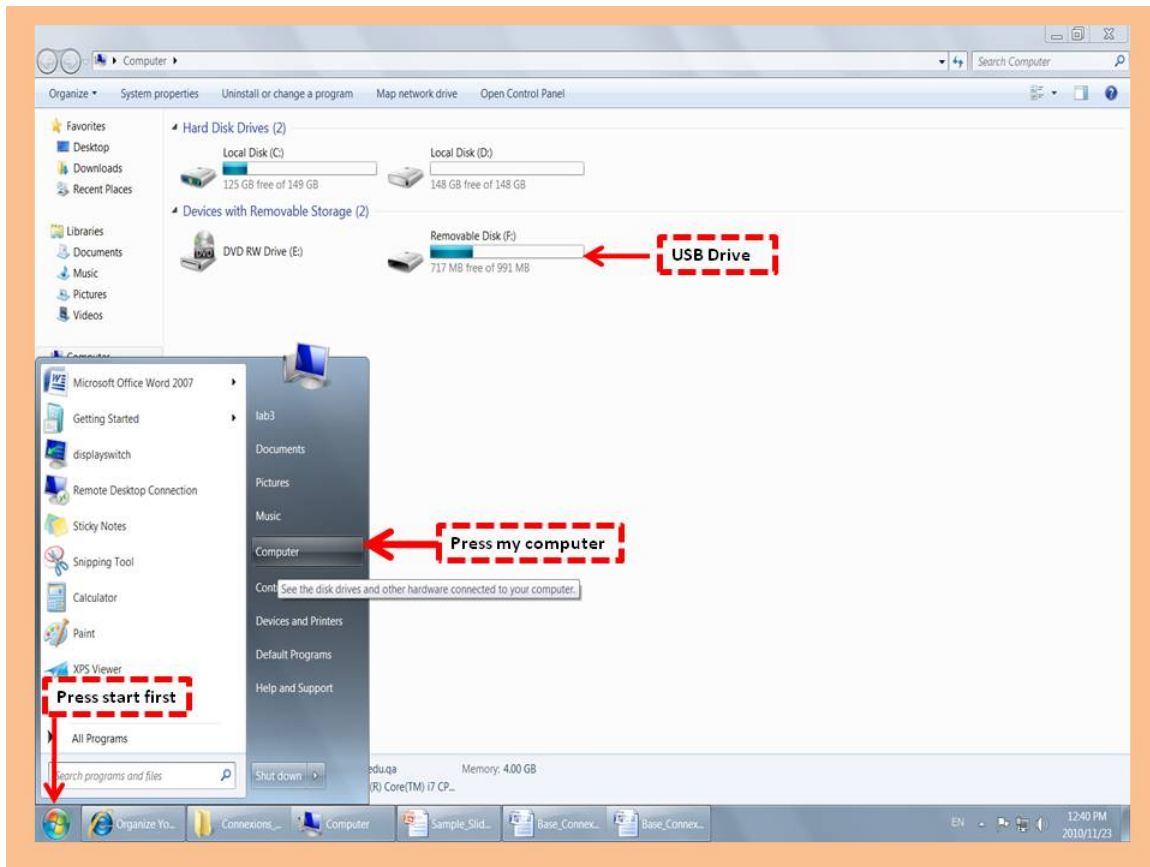 Computer
Search Computer
Organize System properties Uninstall or change a program Map network drive Open Control Panel
Favorites
Desktop
Downloads
Recent Places
Libraries
Documents
Music
Pictures
Videos
Computer
Hard Disk Drives (2)
Local Disk (C:)
125 GB free of 149 GB
Local Disk (D:)
148 GB free of 148 GB
Devices with Removable Storage (2)
DVD RW Drive (E:)
DVD
Removable Disk (F:)
717 MB free of 991 MB
USB Drive
Microsoft Office Word 2007
Getting Started
displayswitch
Remote Desktop Connection
Sticky Notes
Snipping Tool
Calculator
Paint
XPS Viewer
Press start first
All Programs
Search programs and files
lab3
Documents
Pictures
Music
Computer
Press my computer
Cont
See the disk drives and other hardware connected to your computer.
Devices and Printers
Default Programs
Help and Support
Shut down
edu.qa Memory: 4.00 GB
(R) Core(TM) i7 CP...
Organize Yo... Connexions_... Computer Sample_Slid... Base_Connex... Base_Connex...
EN
12:40 PM
2010/11/23